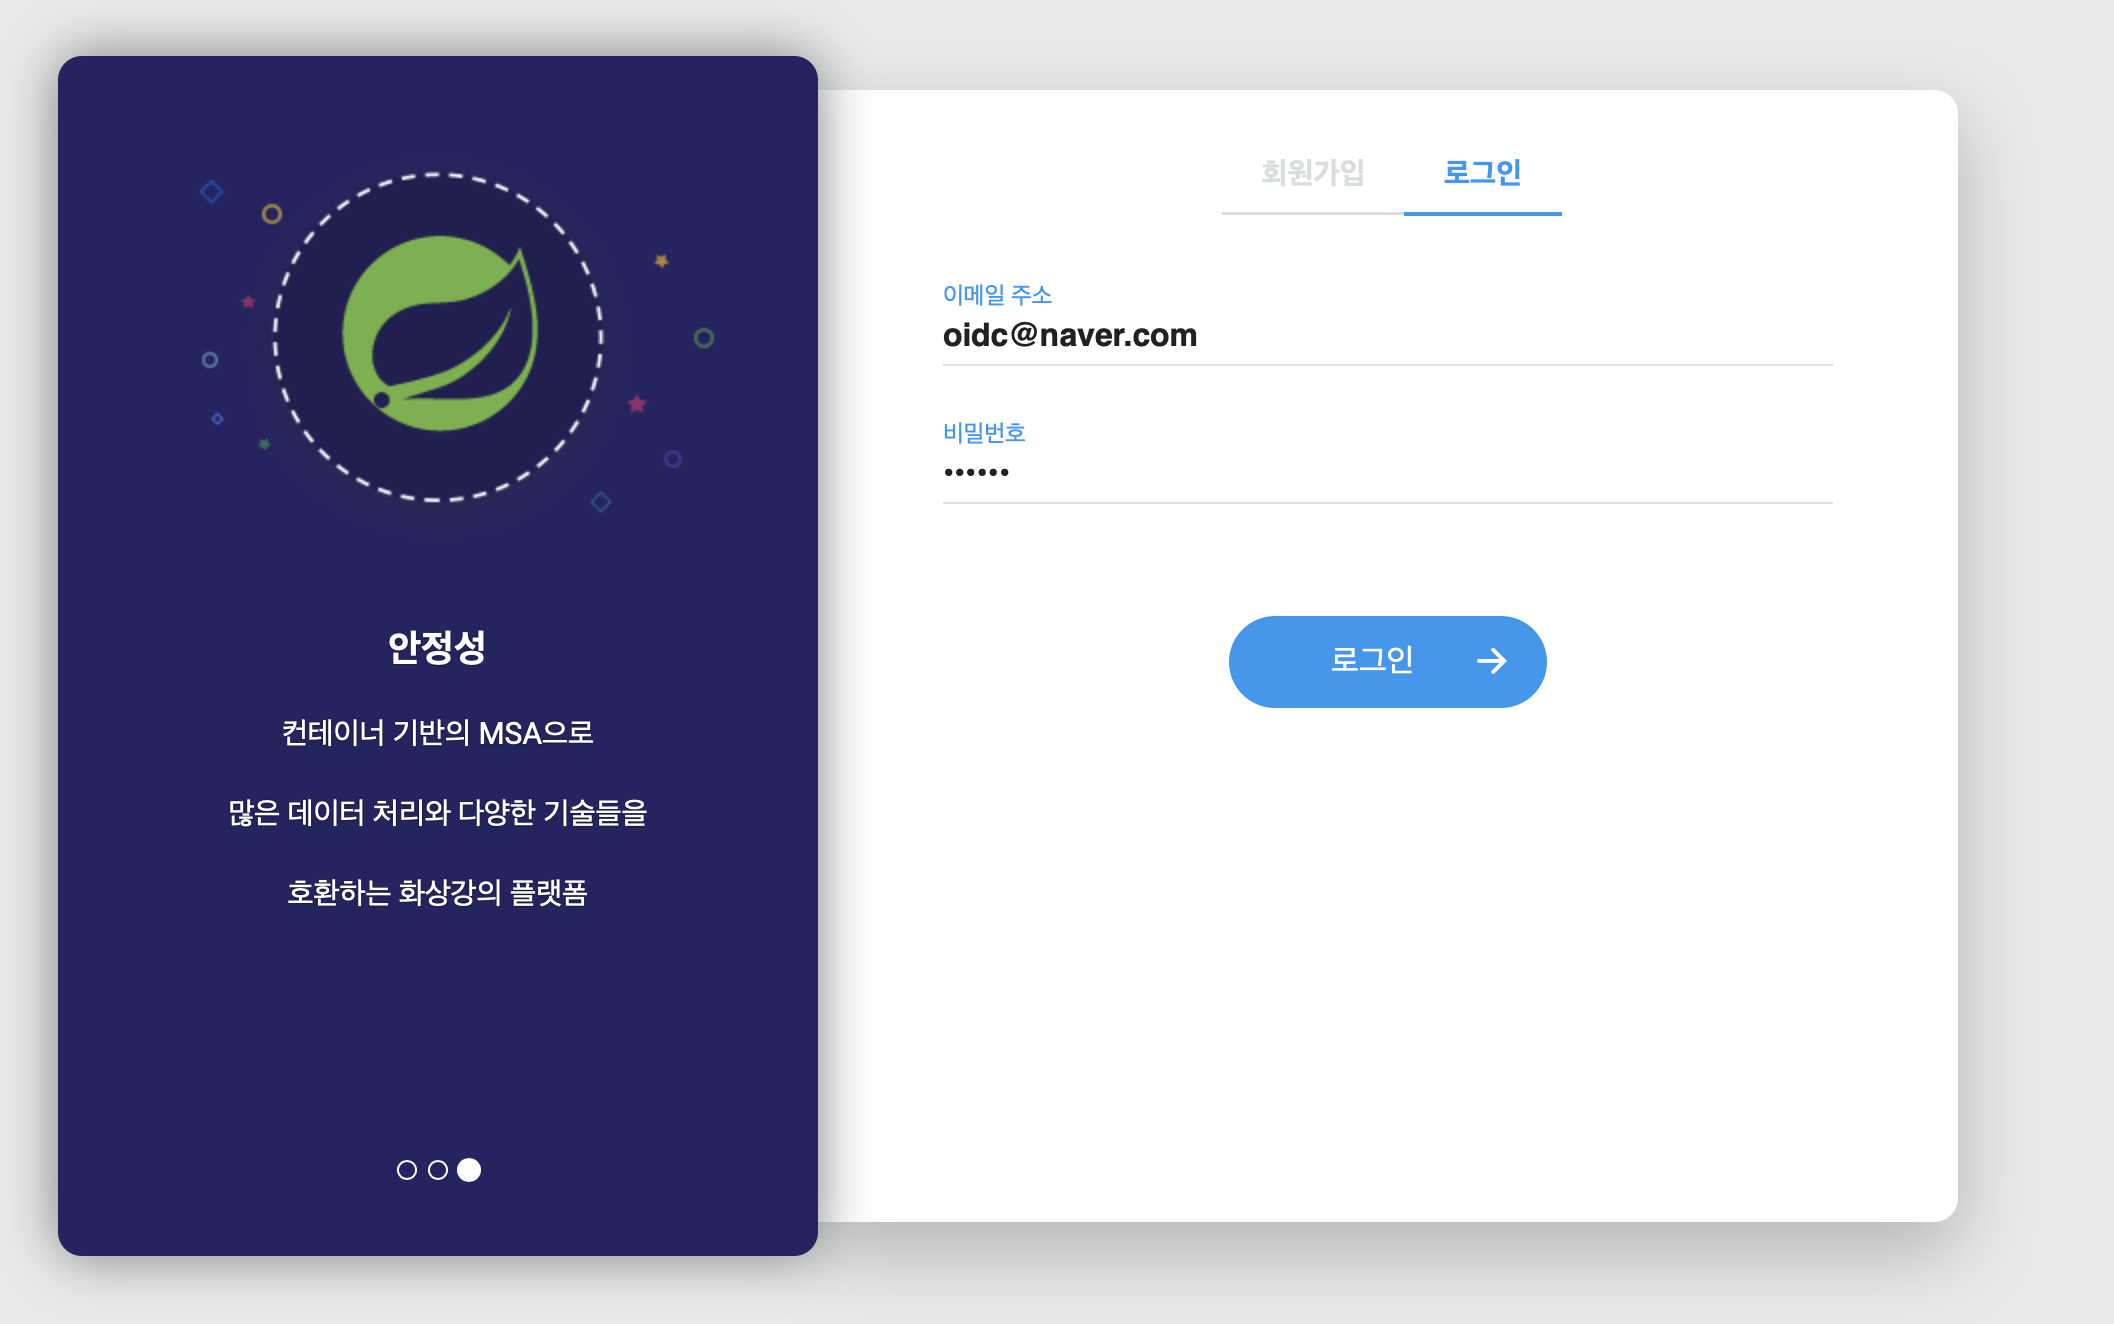 안정성
컨테이너 기반의 MSA으로
많은 데이터 처리와 다양한 기술들을
호환하는 화상강의 플랫폼
회원가입 로그인
이메일 주소
oidc@naver.com
비밀번호
••••••
로그인 →